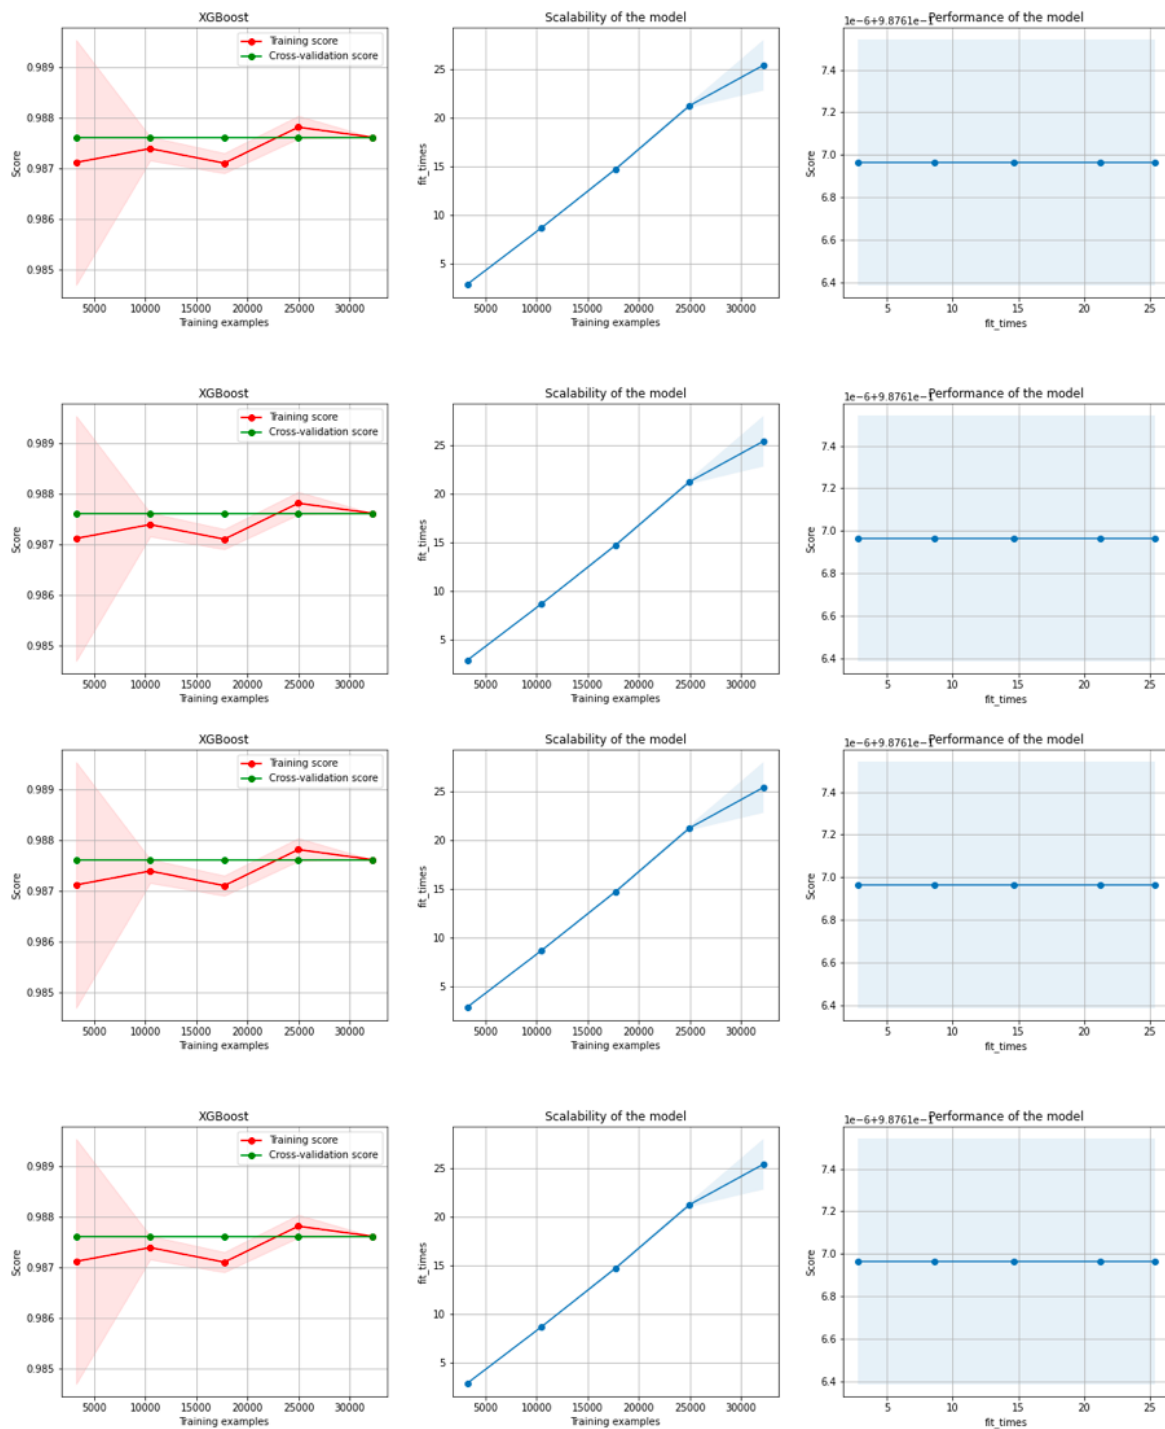 XGBoost
Training score
Cross-validation score
0.989
0.988
0.987
0.986
0.985
Score
5000 10000 15000 20000 25000 30000
Training examples
Scalability of the model
25
20
15
10
5
fit_times
5000 10000 15000 20000 25000 30000
Training examples
1e−6+9.8761e−1
Performance of the model
7.4
7.2
7.0
6.8
6.6
6.4
Score
5 10 15 20 25
fit_times
XGBoost
Training score
Cross-validation score
0.989
0.988
0.987
0.986
0.985
Score
5000 10000 15000 20000 25000 30000
Training examples
Scalability of the model
25
20
15
10
5
fit_times
5000 10000 15000 20000 25000 30000
Training examples
1e−6+9.8761e−1
Performance of the model
7.4
7.2
7.0
6.8
6.6
6.4
Score
5 10 15 20 25
fit_times
XGBoost
Training score
Cross-validation score
0.989
0.988
0.987
0.986
0.985
Score
5000 10000 15000 20000 25000 30000
Training examples
Scalability of the model
25
20
15
10
5
fit_times
5000 10000 15000 20000 25000 30000
Training examples
1e−6+9.8761e−1
Performance of the model
7.4
7.2
7.0
6.8
6.6
6.4
Score
5 10 15 20 25
fit_times
XGBoost
Training score
Cross-validation score
0.989
0.988
0.987
0.986
0.985
Score
5000 10000 15000 20000 25000 30000
Training examples
Scalability of the model
25
20
15
10
5
fit_times
5000 10000 15000 20000 25000 30000
Training examples
1e−6+9.8761e−1
Performance of the model
7.4
7.2
7.0
6.8
6.6
6.4
Score
5 10 15 20 25
fit_times